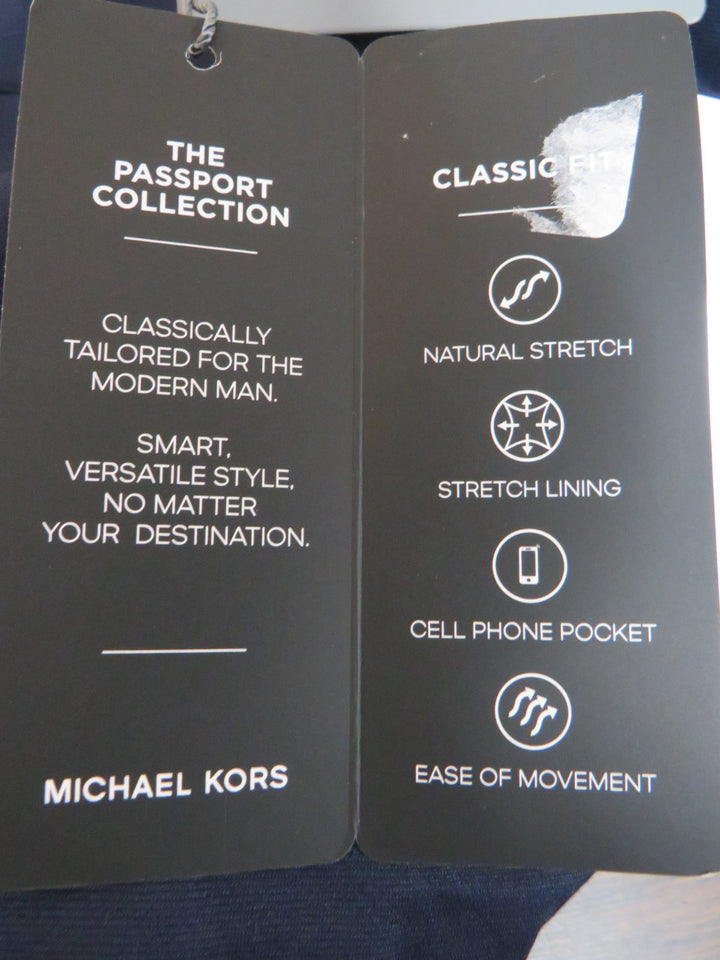 THE
PASSPORT
COLLECTION
CLASSICALLY
TAILORED FOR THE
MODERN MAN.
SMART,
VERSATILE STYLE,
NO MATTER
YOUR DESTINATION.
MICHAEL KORS
CLASSIC FIT
NATURAL STRETCH
STRETCH LINING
CELL PHONE POCKET
EASE OF MOVEMENT